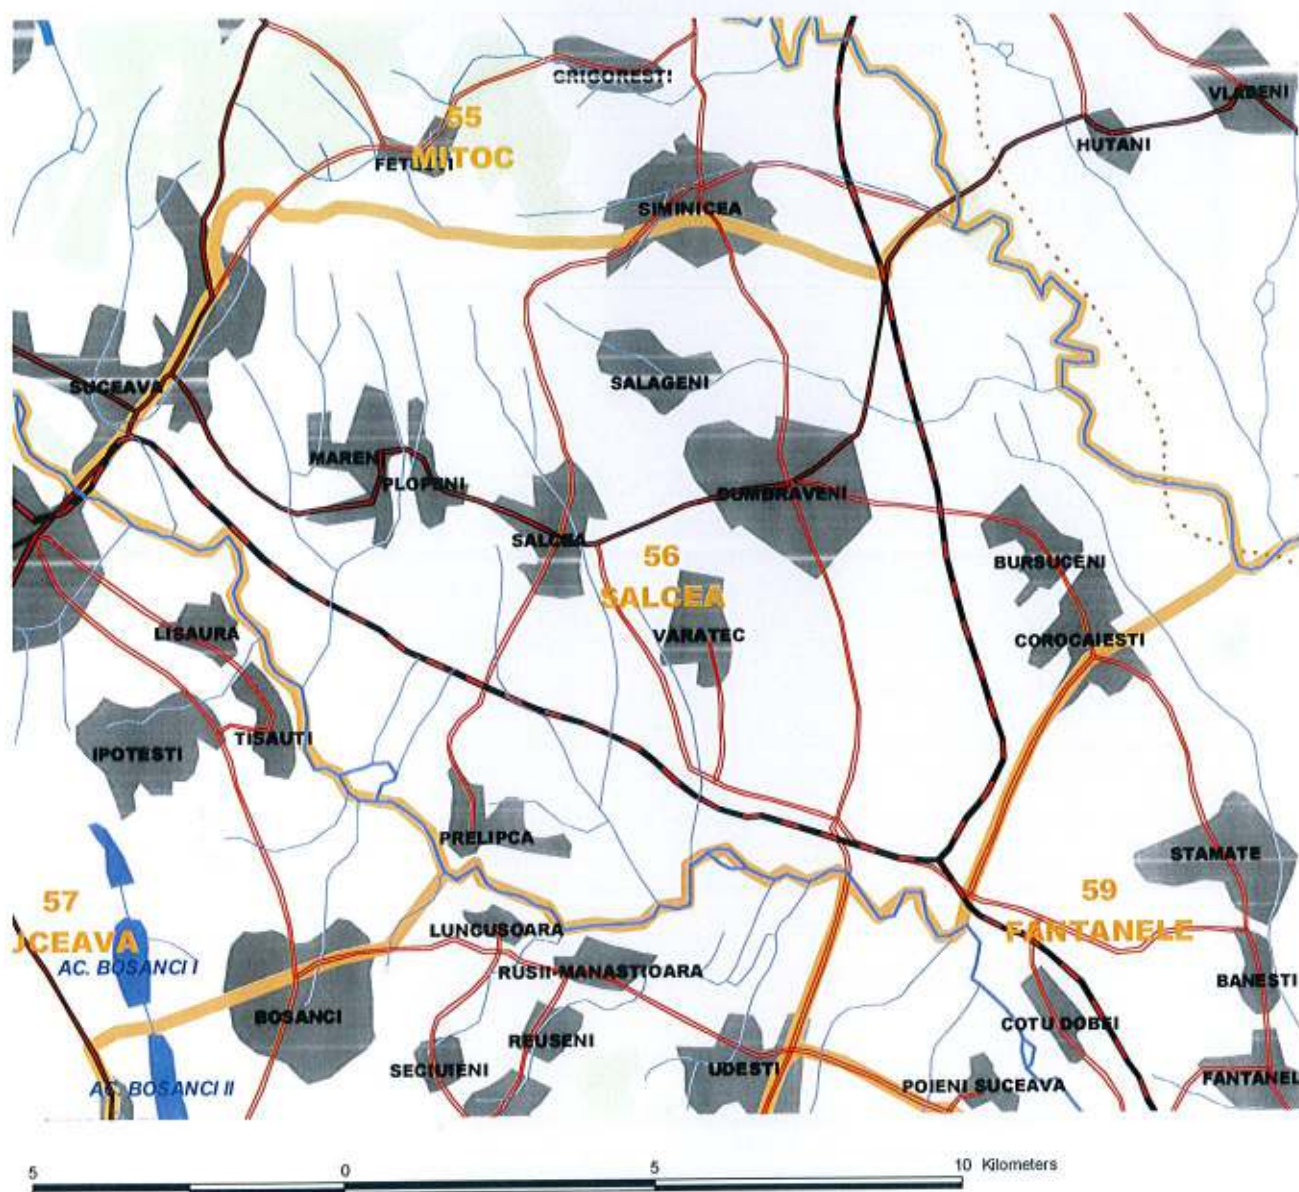 GRIGORESTI
VLADENI
55
MITOC
HUTANI
SIMINICEA
SUCEAVA
SALAGENI
MARENI
PLOPENI
DUMBRAVENI
SALCEA
56
SALCEA
BURSUCENI
LISAURA
VARATEC
COROCAIESTI
TISAUTI
IPOTESTI
PRELIPCA
STAMATE
57
UCEAVA
59
FANTANELE
LUNCUSOARA
AC. BOSANCI I
RUSII-MANASTIOARA
BANESTI
BOSANCI
COTU DOBEI
REUSENI
SECIUIENI
UDESTI
AC. BOSANCI II
POIENI SUCEAVA
FANTANEL
5 0 5 10 Kilometers